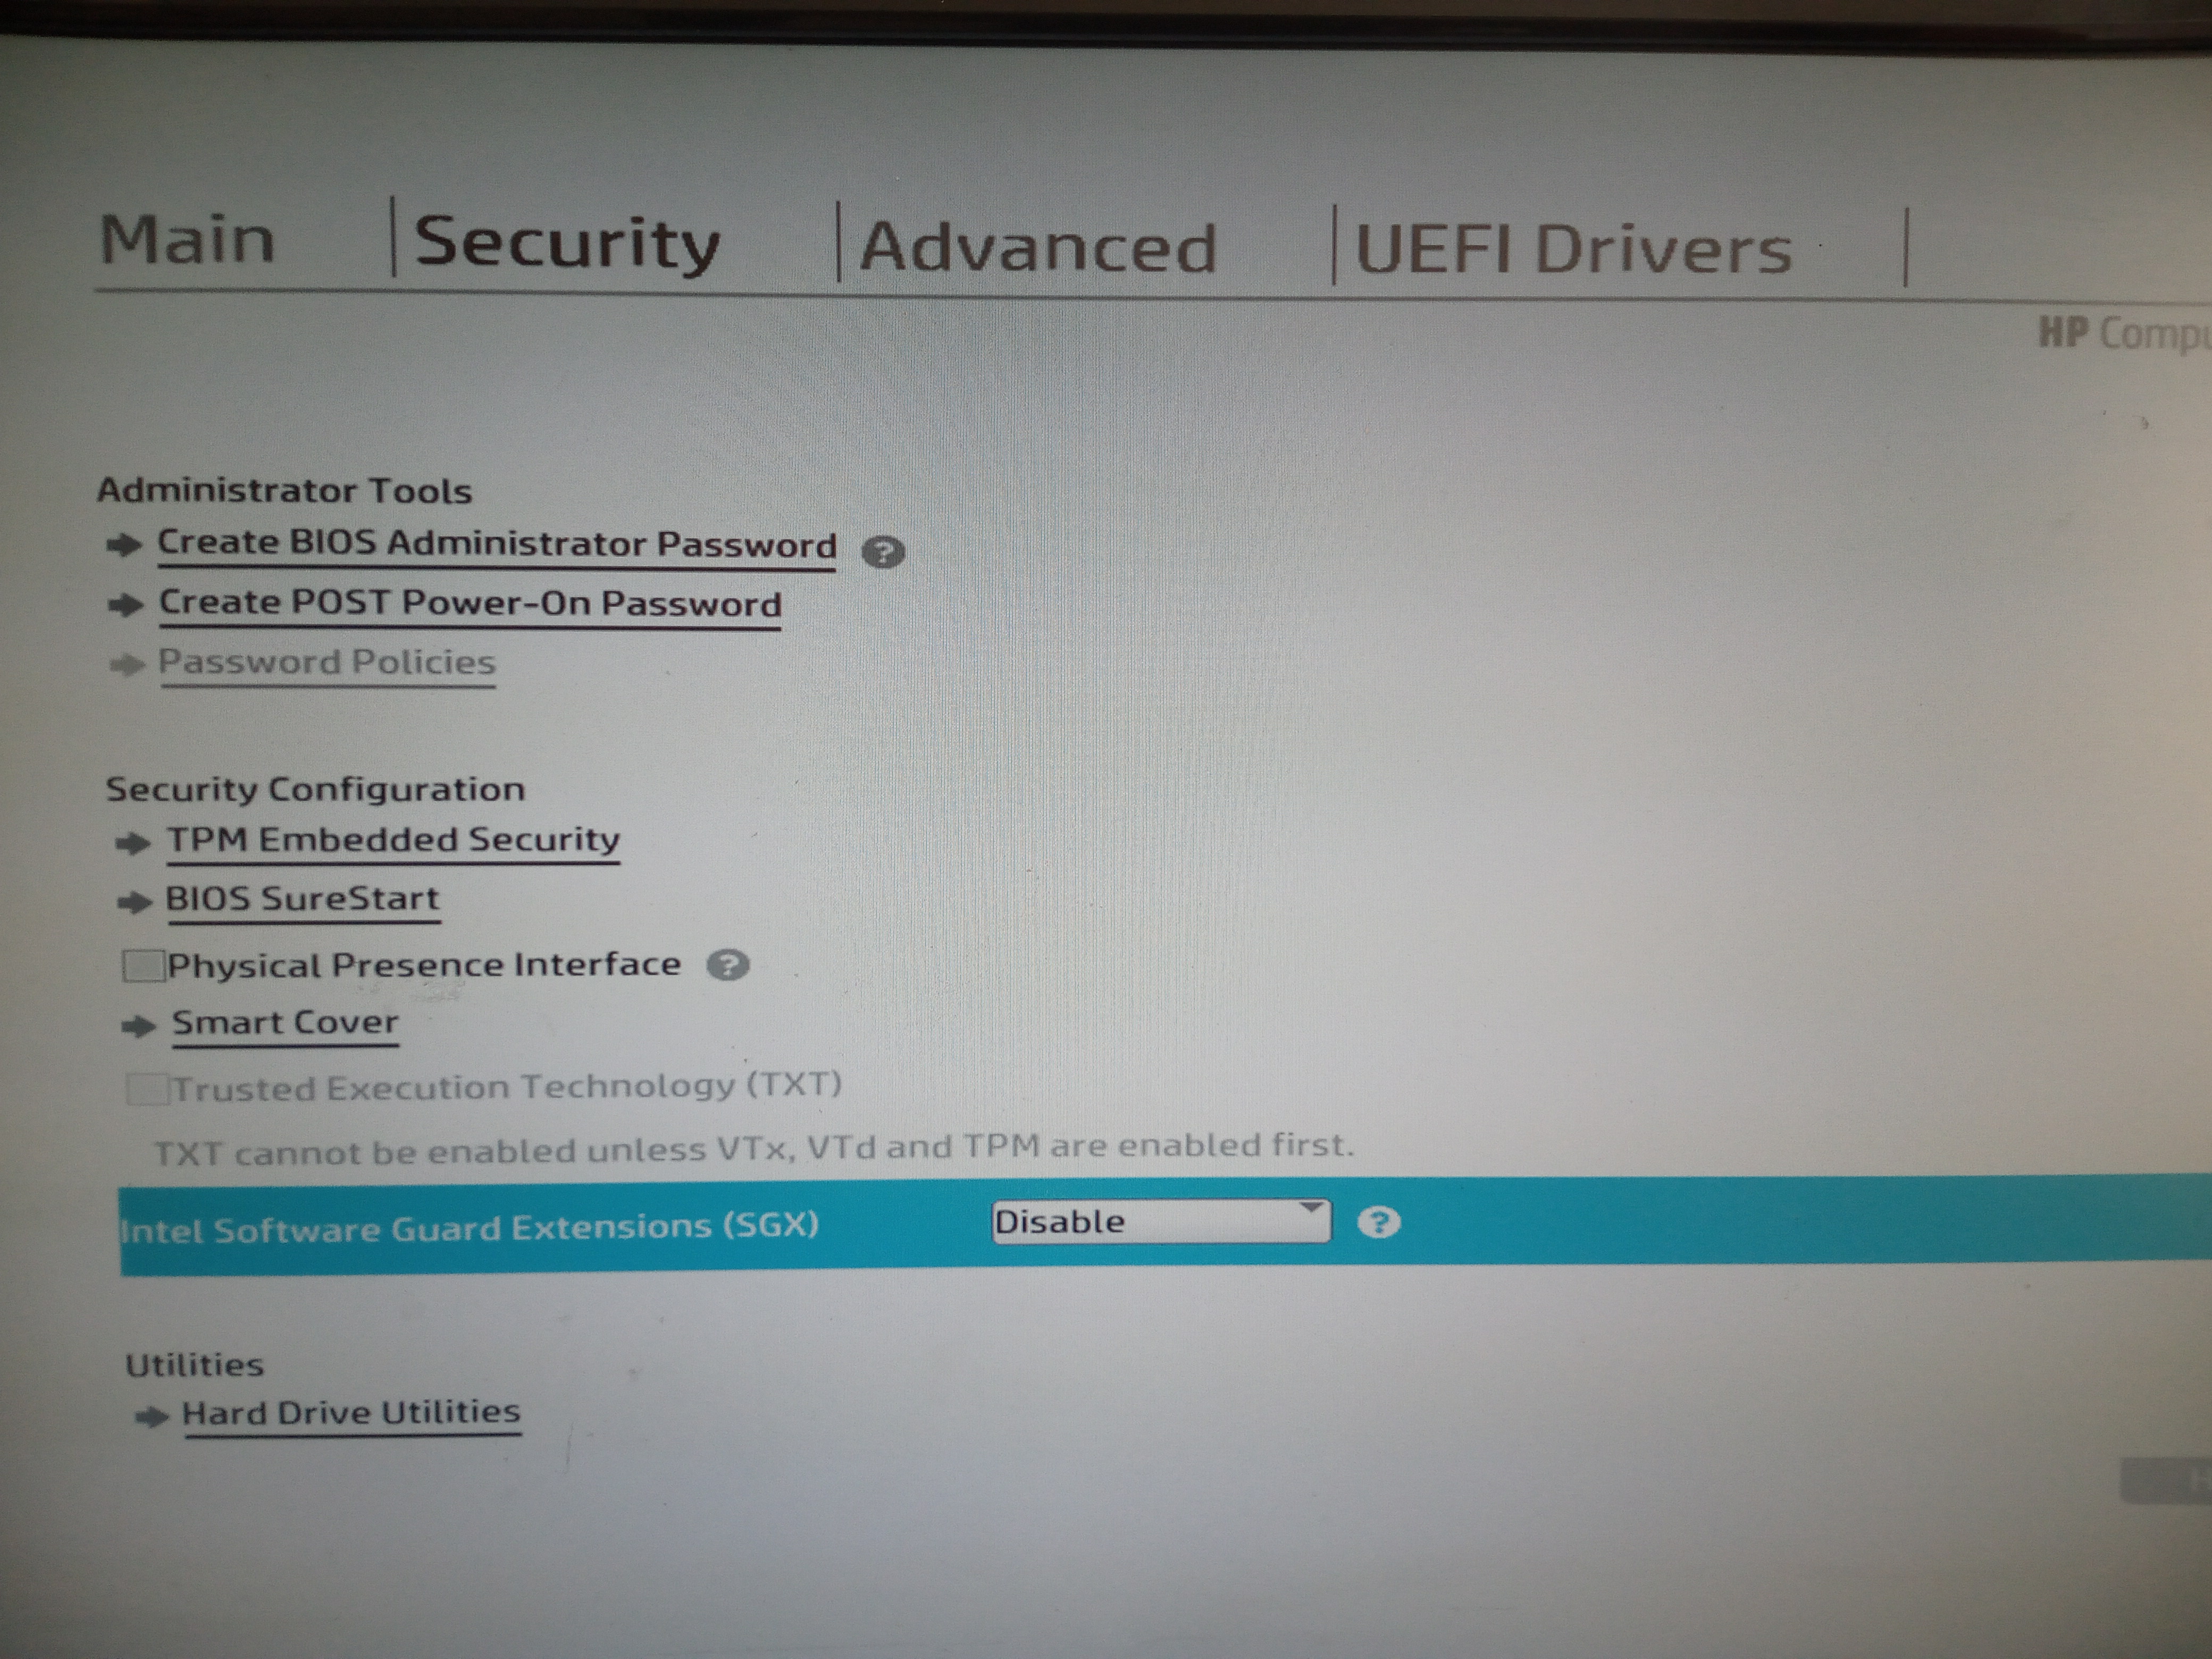 Main | Security | Advanced | UEFI Drivers |
HP
Administrator Tools
Create BIOS Administrator Password ?
Create POST Power-On Password
Password Policies
Security Configuration
TPM Embedded Security
BIOS SureStart
Physical Presence Interface ?
Smart Cover
Trusted Execution Technology (TXT)
TXT cannot be enabled unless VTx, VTd and TPM are enabled first.
Intel Software Guard Extensions (SGX) Disable ?
Utilities
Hard Drive Utilities